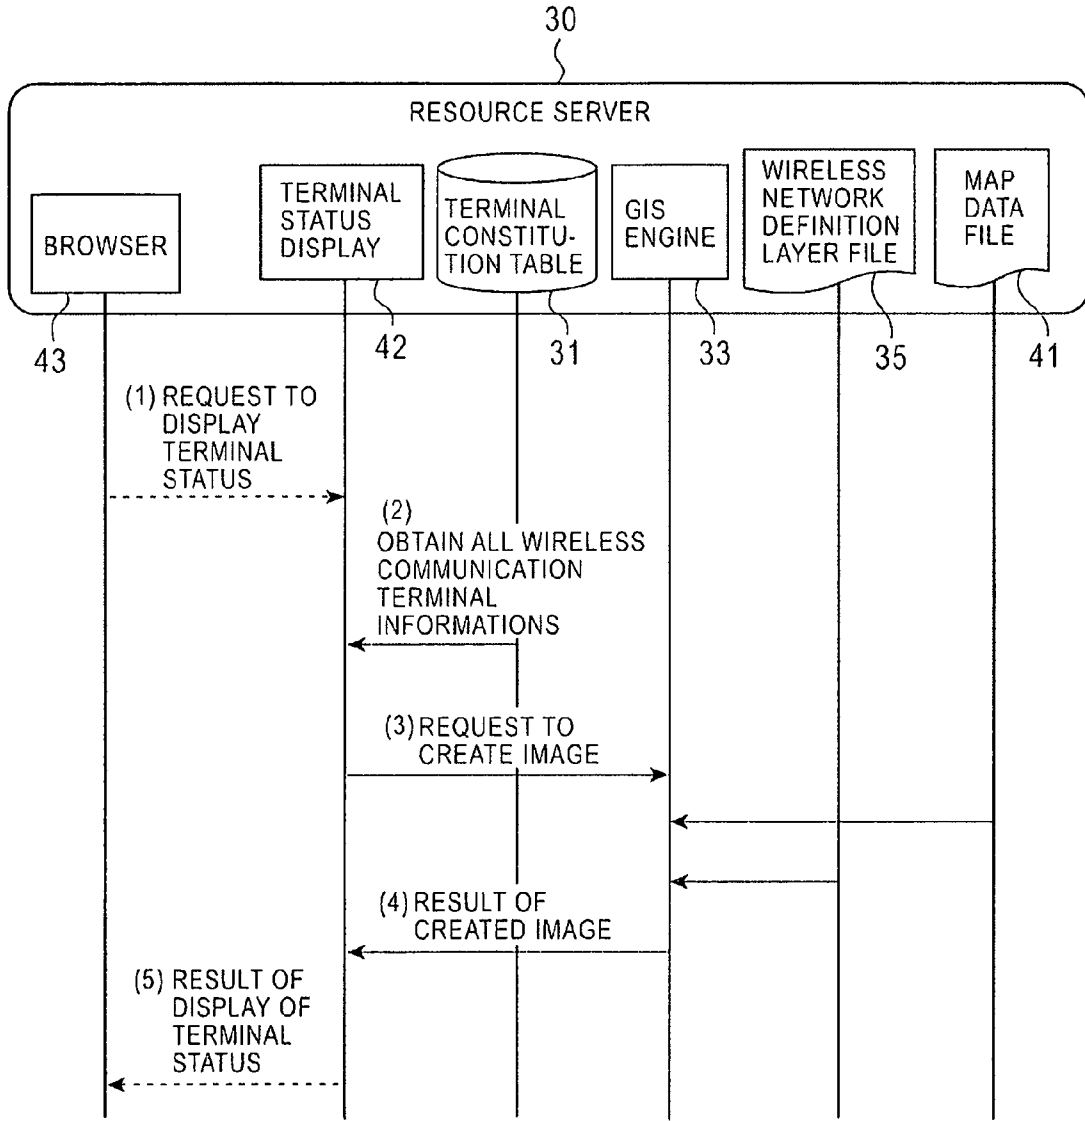 30
RESOURCE SERVER
BROWSER
TERMINAL
STATUS
DISPLAY
TERMINAL
CONSTITU-
TION TABLE
GIS
ENGINE
WIRELESS
NETWORK
DEFINITION
LAYER FILE
MAP
DATA
FILE
43
42
31
33
35
41
(1) REQUEST TO
DISPLAY
TERMINAL
STATUS
(2)
OBTAIN ALL WIRELESS
COMMUNICATION
TERMINAL
INFORMATIONS
(3) REQUEST TO
CREATE IMAGE
(4) RESULT OF
CREATED IMAGE
(5) RESULT OF
DISPLAY OF
TERMINAL
STATUS